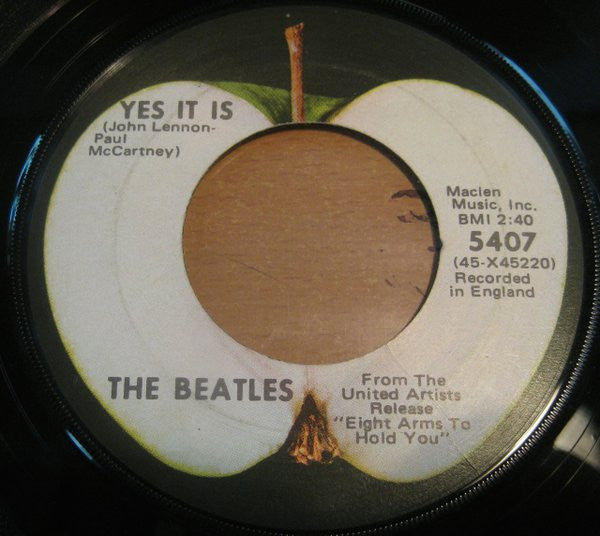 YES IT IS
(John Lennon-
Paul
McCartney)
Maclen
Music, Inc.
BMI 2:40
5407
(45-X45220)
Recorded
in England
THE BEATLES
From The
United Artists
Release
"Eight Arms To
Hold You"